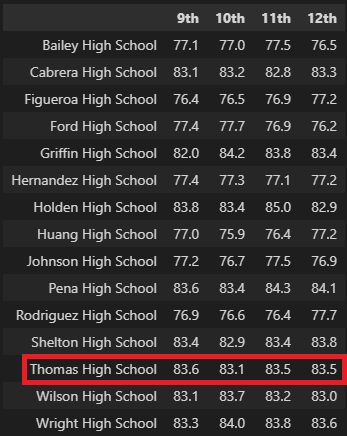 9th 10th 11th 12th
Bailey High School 77.1 77.0 77.5 76.5
Cabrera High School 83.1 83.2 82.8 83.3
Figueroa High School 76.4 76.5 76.9 77.2
Ford High School 77.4 77.7 76.9 76.2
Griffin High School 82.0 84.2 83.8 83.4
Hernandez High School 77.4 77.3 77.1 77.2
Holden High School 83.8 83.4 85.0 82.9
Huang High School 77.0 75.9 76.4 77.2
Johnson High School 77.2 76.7 77.5 76.9
Pena High School 83.6 83.4 84.3 84.1
Rodriguez High School 76.9 76.6 76.4 77.7
Shelton High School 83.4 82.9 83.4 83.8
Thomas High School 83.6 83.1 83.5 83.5
Wilson High School 83.1 83.7 83.2 83.0
Wright High School 83.3 84.0 83.8 83.6